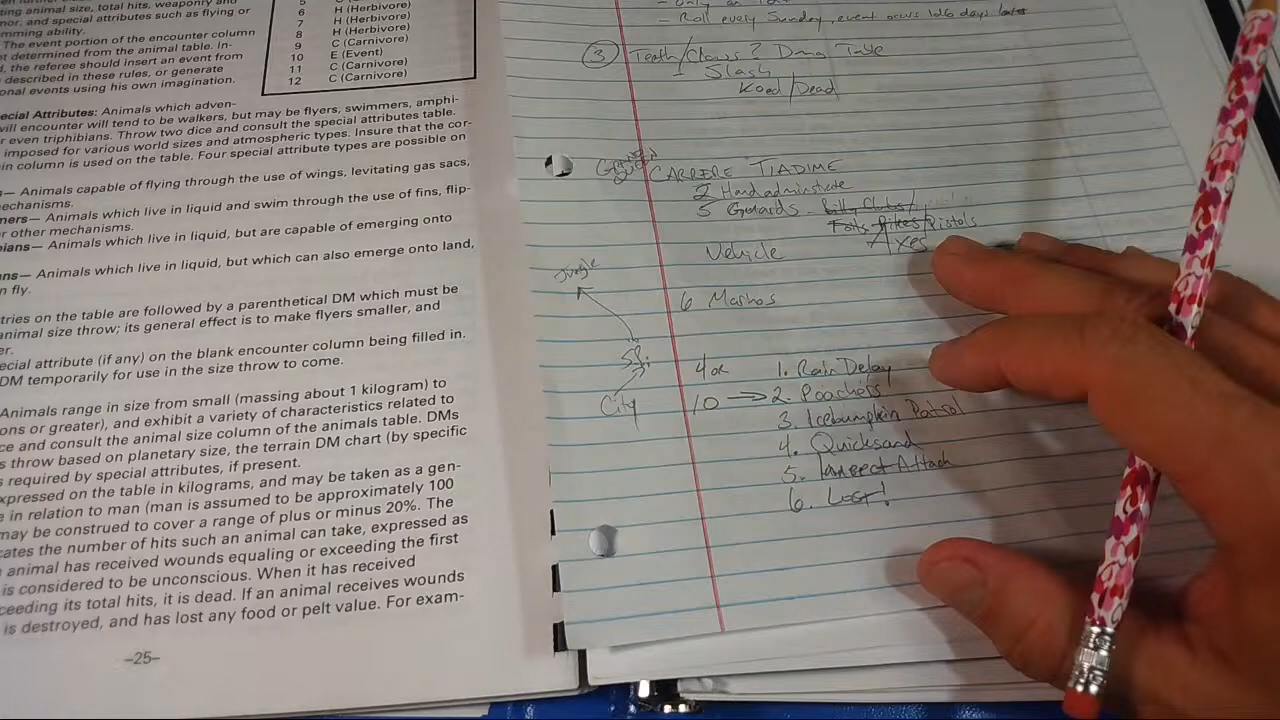 ting animal size, total hits, weaponry and
mor, and special attributes such as flying or
mming ability.
The event portion of the encounter column
t determined from the animal table. In-
d, the referee should insert an event from
described in these rules, or generate
onal events using his own imagination.
6 H (Herbivore)
7 H (Herbivore)
8 H (Herbivore)
9 C (Carnivore)
10 E (Event)
11 C (Carnivore)
12 C (Carnivore)
ecial Attributes: Animals which adven-
will encounter will tend to be walkers, but may be flyers, swimmers, amphi-
r even triphibians. Throw two dice and consult the special attributes table.
imposed for various world sizes and atmospheric types. Insure that the cor-
in column is used on the table. Four special attribute types are possible on
s— Animals capable of flying through the use of wings, levitating gas sacs,
echanisms.
mers— Animals which live in liquid and swim through the use of fins, flip-
r other mechanisms.
bians— Animals which live in liquid, but are capable of emerging onto
ns— Animals which live in liquid, but which can also emerge onto land,
n fly.
tries on the table are followed by a parenthetical DM which must be
animal size throw; its general effect is to make flyers smaller, and
er.
ecial attribute (if any) on the blank encounter column being filled in.
DM temporarily for use in the size throw to come.
Animals range in size from small (massing about 1 kilogram) to
ons or greater), and exhibit a variety of characteristics related to
ce and consult the animal size column of the animals table. DMs
s throw based on planetary size, the terrain DM chart (by specific
s required by special attributes, if present.
xpressed on the table in kilograms, and may be taken as a gen-
e in relation to man (man is assumed to be approximately 100
may be construed to cover a range of plus or minus 20%. The
cates the number of hits such an animal can take, expressed as
animal has received wounds equaling or exceeding the first
is considered to be unconscious. When it has received
ceeding its total hits, it is dead. If an animal receives wounds
is destroyed, and has lost any food or pelt value. For exam-
–25–
- Roll every Sunday, event occurs 1d6 days later
3 Teeth/Claws? Dmg Table
Slash
Koed/Dead
CARRERE TIADIME
2
5 Guards - Billy Clubs/
Foils Pikes/Pistols
Axes
Vehicle
Jungle
6 Mashos
City
4 or 1. Rain Delay
10 → 2. Poachers
3. Icebumpkin Patrol
4. Quicksand
5. Insect Attack
6. Lost!